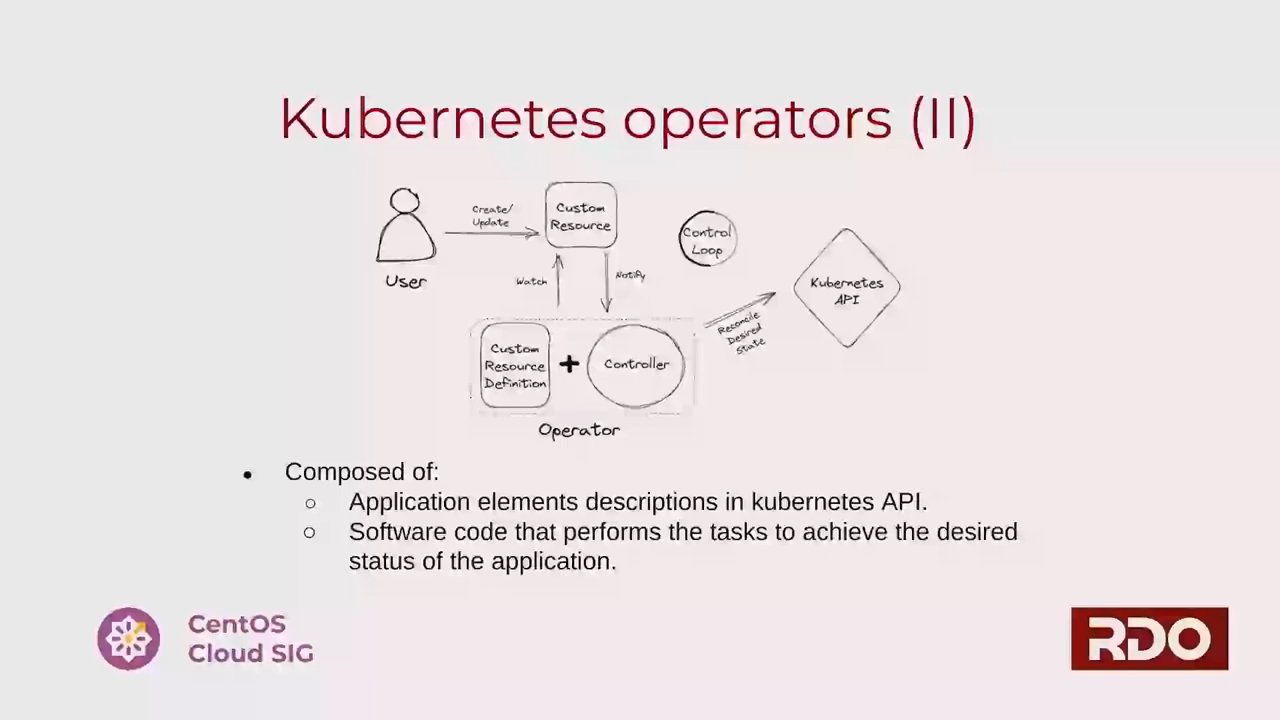 Kubernetes operators (II)
Create/
Update
Custom
Resource
Control
Loop
User
Watch
Notify
Kubernetes
API
Reconcile
Desired
State
Custom
Resource
Definition
+
Controller
Operator
• Composed of:
○ Application elements descriptions in kubernetes API.
○ Software code that performs the tasks to achieve the desired
status of the application.
CentOS
Cloud SIG
RDO